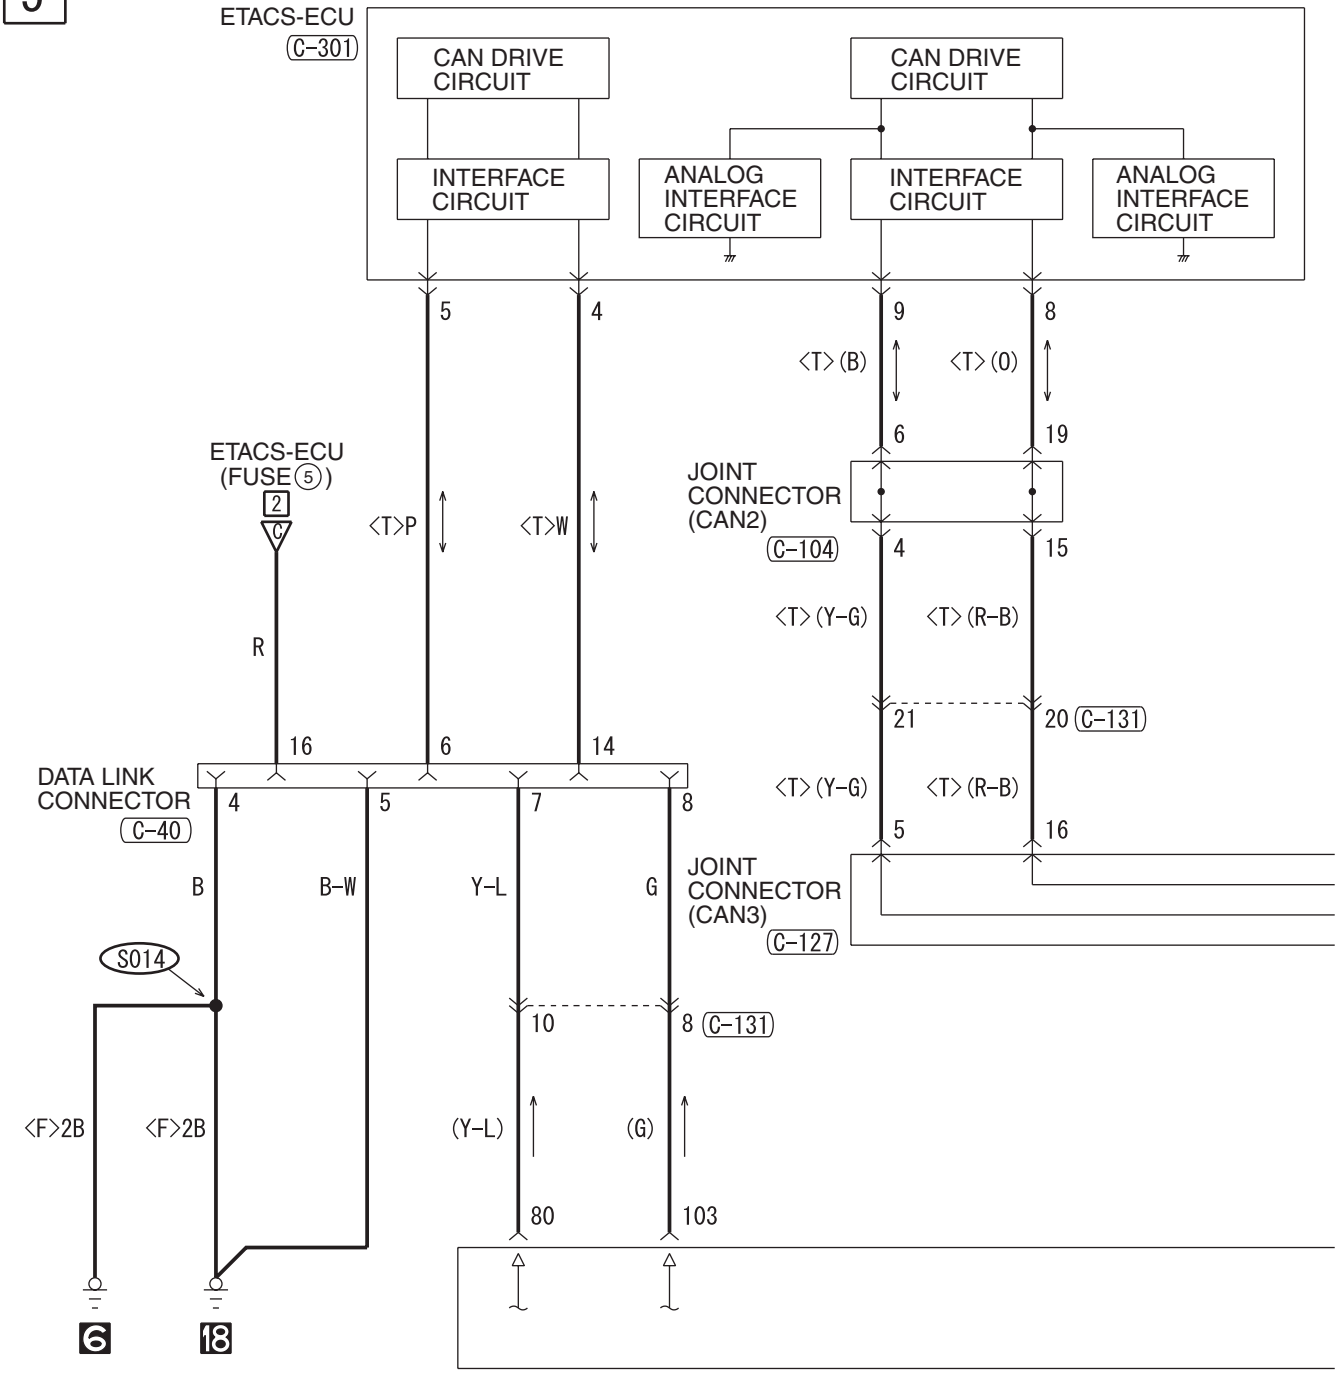 ETACS-ECU
C-301
CAN DRIVE
CIRCUIT
CAN DRIVE
CIRCUIT
INTERFACE
CIRCUIT
ANALOG
INTERFACE
CIRCUIT
INTERFACE
CIRCUIT
ANALOG
INTERFACE
CIRCUIT
5
4
9
8
<T>(B)
<T>(O)
6
19
ETACS-ECU
(FUSE 5)
2
C
<T>P
<T>W
JOINT
CONNECTOR
(CAN2)
C-104
4
15
<T>(Y-G)
<T>(R-B)
R
21
20
C-131
16
6
14
DATA LINK
CONNECTOR
C-40
4
5
7
8
<T>(Y-G)
<T>(R-B)
5
16
B
B-W
Y-L
G
JOINT
CONNECTOR
(CAN3)
C-127
S014
10
8
C-131
<F>2B
<F>2B
(Y-L)
(G)
80
103
6
18